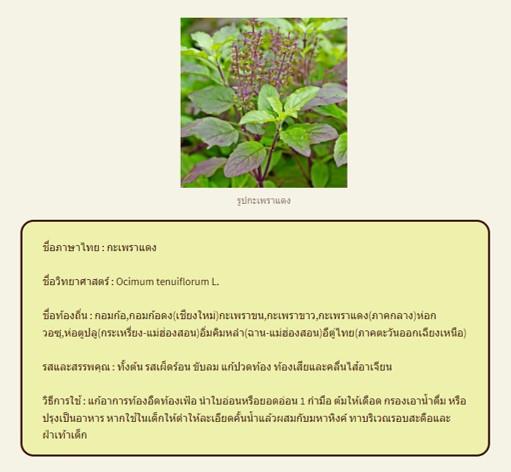 รูปกะเพราแดง
ชื่อภาษาไทย : กะเพราแดง
ชื่อวิทยาศาสตร์ : Ocimum tenuiflorum L.
ชื่อท้องถิ่น : กอมก้อ,กอมก้อดง(เชียงใหม่)กะเพราขน,กะเพราขาว,กะเพราแดง(ภาคกลาง)ห่อก
วอซู,ห่อตูปลู(กระเหรี่ยง-แม่ฮ่องสอน)อิ่มคิมหลำ(ฉาน-แม่ฮ่องสอน)อีตู่ไทย(ภาคตะวันออกเฉียงเหนือ)
รสและสรรพคุณ : ทั้งต้น รสเผ็ดร้อน ขับลม แก้ปวดท้อง ท้องเสียและคลื่นไส้อาเจียน
วิธีการใช้ : แก้อาการท้องอืดท้องเฟ้อ นำใบอ่อนหรือยอดอ่อน 1 กำมือ ต้มให้เดือด กรองเอาน้ำดื่ม หรือ
ปรุงเป็นอาหาร หากใช้ในเด็กให้ตำให้ละเอียดคั้นน้ำแล้วผสมกับมหาหิงค์ ทาบริเวณรอบสะดือและ
ฝ่าเท้าเด็ก